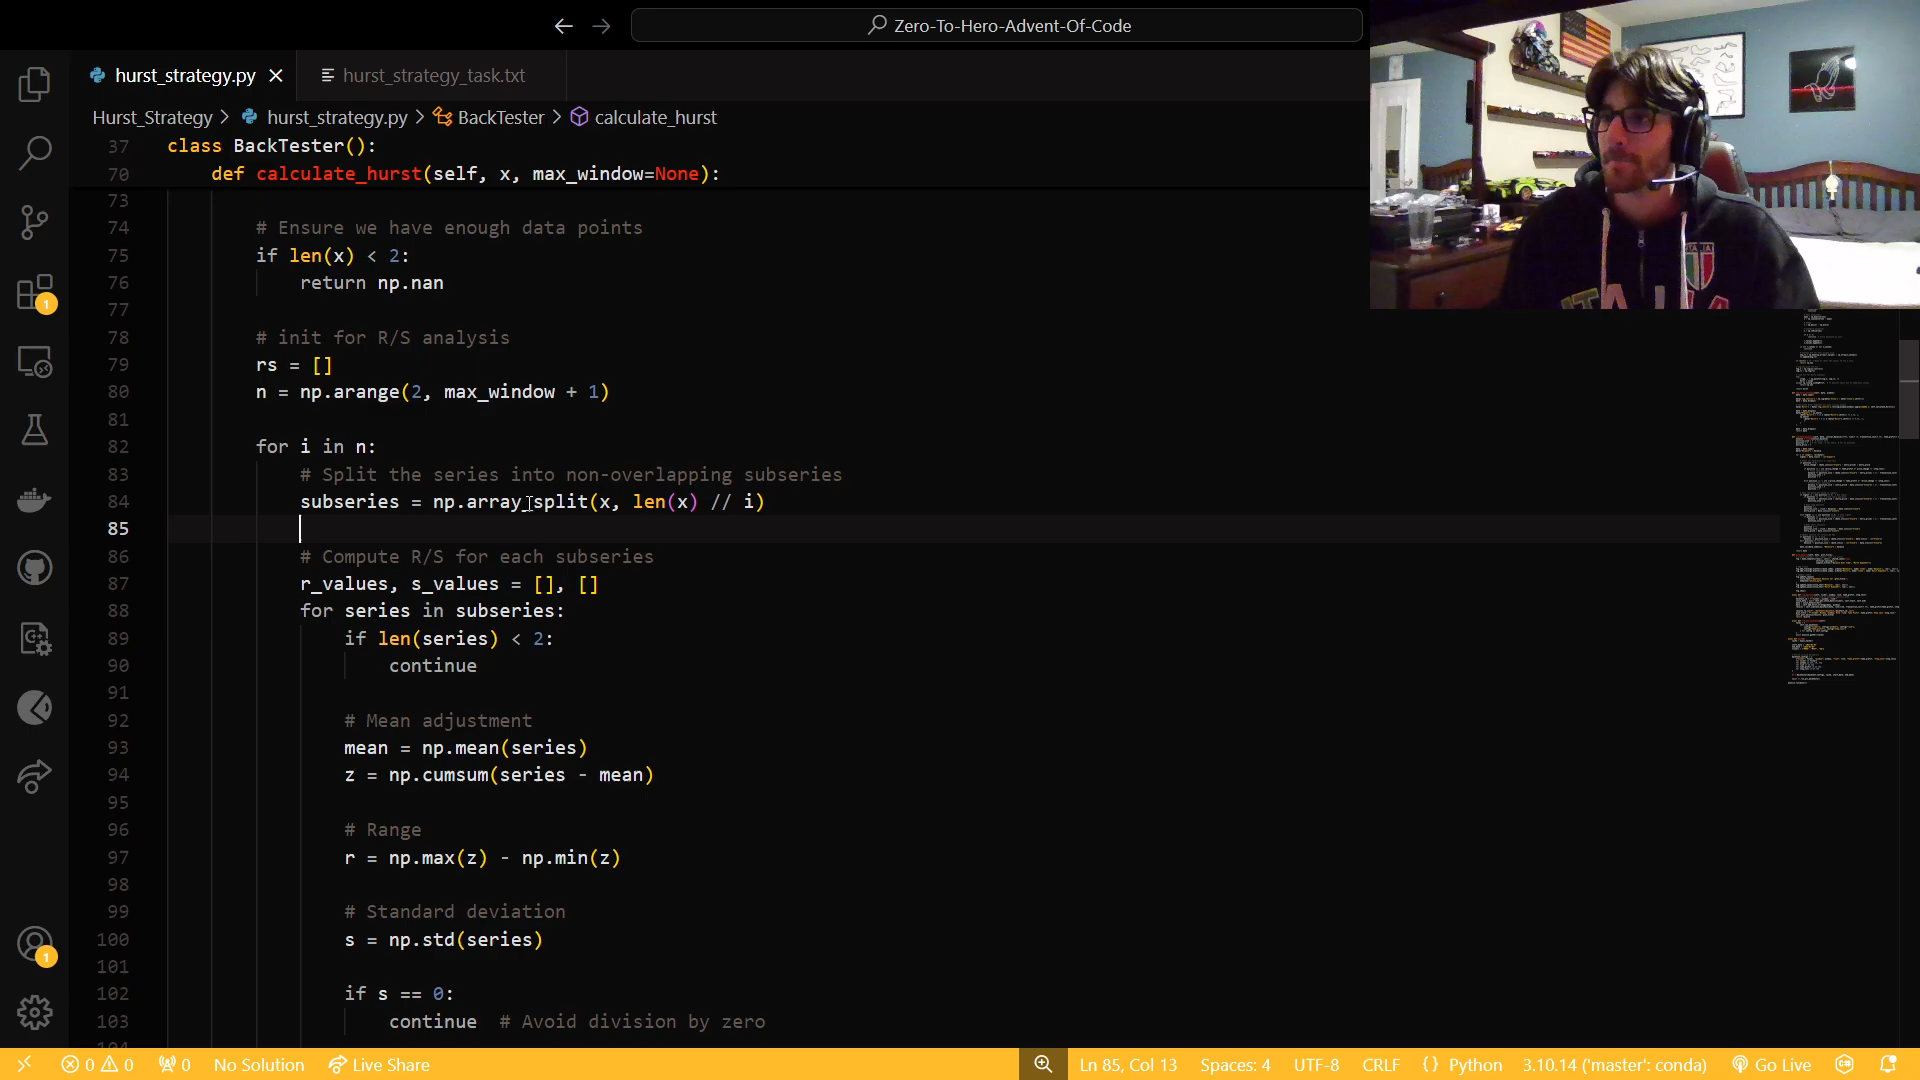 Zero-To-Hero-Advent-Of-Code
hurst_strategy.py
hurst_strategy_task.txt
Hurst_Strategy > hurst_strategy.py > BackTester > calculate_hurst
37 class BackTester():
70 def calculate_hurst(self, x, max_window=None):
73
74 # Ensure we have enough data points
75 if len(x) < 2:
76 return np.nan
77
78 # init for R/S analysis
79 rs = []
80 n = np.arange(2, max_window + 1)
81
82 for i in n:
83 # Split the series into non-overlapping subseries
84 subseries = np.array_split(x, len(x) // i)
85
86 # Compute R/S for each subseries
87 r_values, s_values = [], []
88 for series in subseries:
89 if len(series) < 2:
90 continue
91
92 # Mean adjustment
93 mean = np.mean(series)
94 z = np.cumsum(series - mean)
95
96 # Range
97 r = np.max(z) - np.min(z)
98
99 # Standard deviation
100 s = np.std(series)
101
102 if s == 0:
103 continue # Avoid division by zero
1
1
0 0 0 No Solution Live Share Ln 85, Col 13 Spaces: 4 UTF-8 CRLF {} Python 3.10.14 ('master': conda) Go Live